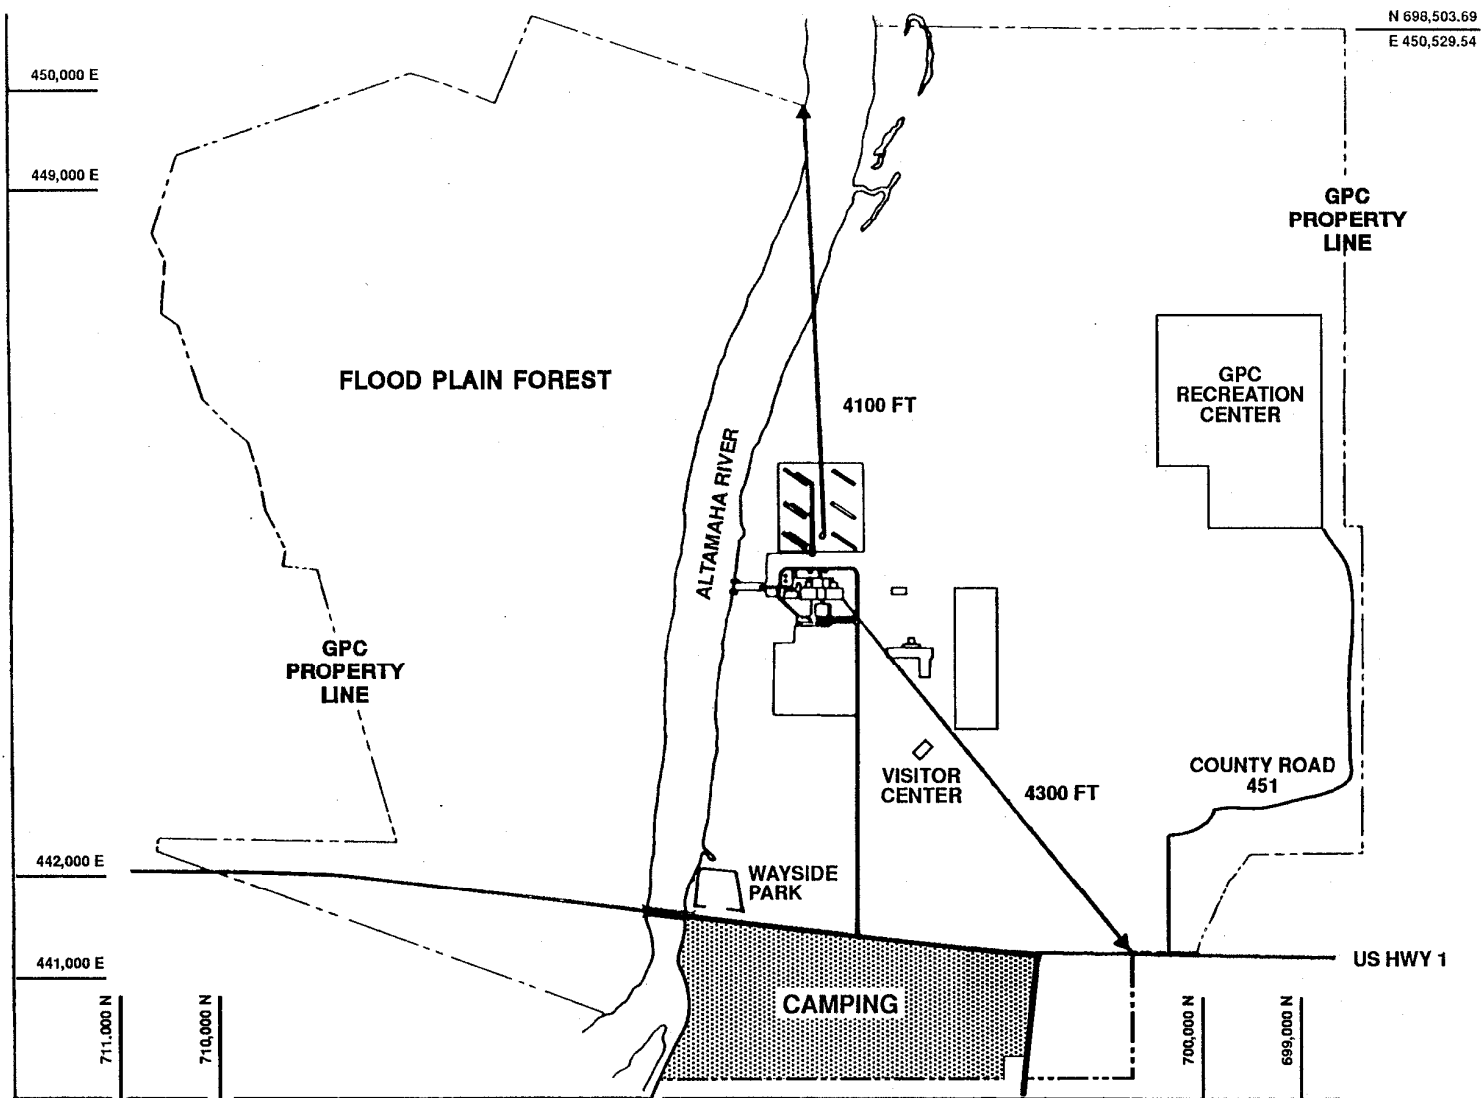 N 698,503.69
E 450,529.54
450,000 E
449,000 E
GPC
PROPERTY
LINE
FLOOD PLAIN FOREST
GPC
RECREATION
CENTER
4100 FT
ALTAMAHA RIVER
GPC
PROPERTY
LINE
VISITOR
CENTER
4300 FT
COUNTY ROAD
451
442,000 E
WAYSIDE
PARK
441,000 E
US HWY 1
CAMPING
711.000 N
710,000 N
700,000 N
699,000 N